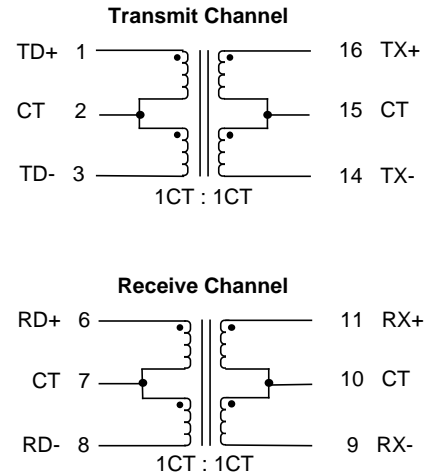 Transmit Channel
TD+ 1 16 TX+
CT 2 15 CT
TD- 3 14 TX-
1CT : 1CT
Receive Channel
RD+ 6 11 RX+
CT 7 10 CT
RD- 8 9 RX-
1CT : 1CT